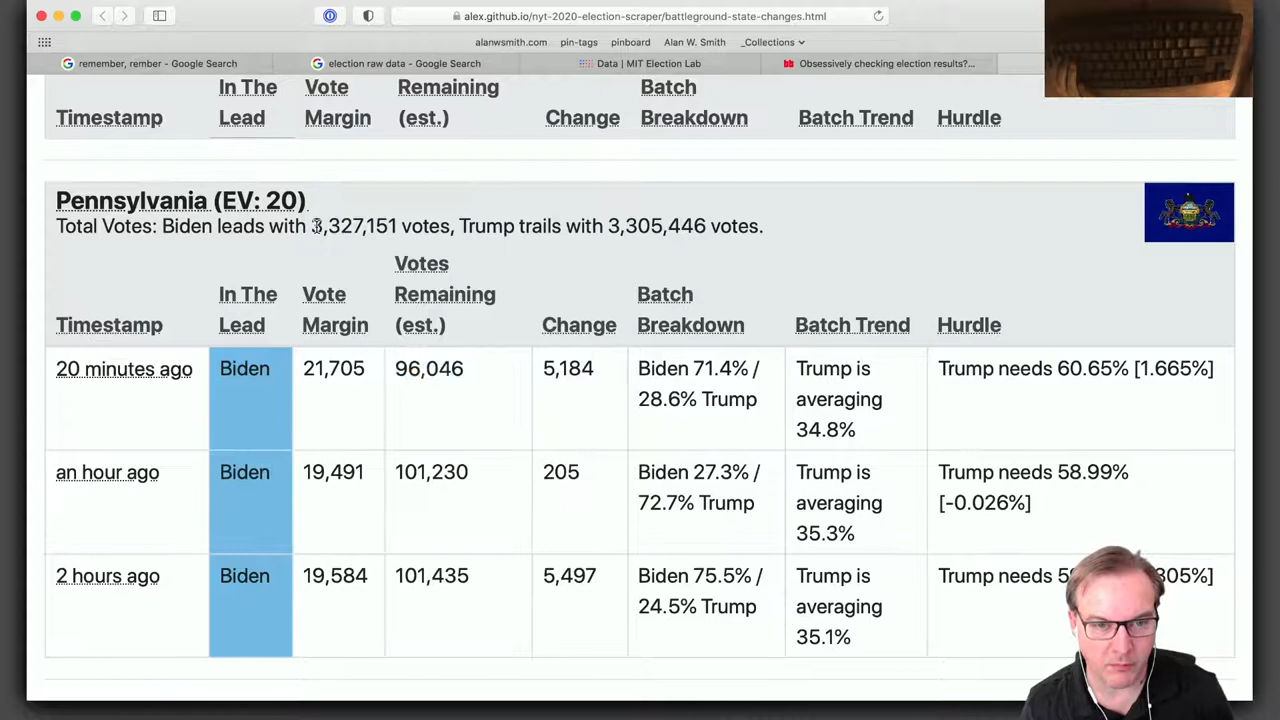 alex.github.io/nyt-2020-election-scraper/battleground-state-changes.html
alanwsmith.com pin-tags pinboard Alan W. Smith _Collections
remember, rember - Google Search election raw data - Google Search Data | MIT Election Lab Obsessively checking election results?...
Timestamp In The Lead Vote Margin Remaining (est.) Change Batch Breakdown Batch Trend Hurdle
Pennsylvania (EV: 20)
Total Votes: Biden leads with 3,327,151 votes, Trump trails with 3,305,446 votes.
Timestamp In The Lead Vote Margin Votes Remaining (est.) Change Batch Breakdown Batch Trend Hurdle
20 minutes ago Biden 21,705 96,046 5,184 Biden 71.4% / 28.6% Trump Trump is averaging 34.8% Trump needs 60.65% [1.665%]
an hour ago Biden 19,491 101,230 205 Biden 27.3% / 72.7% Trump Trump is averaging 35.3% Trump needs 58.99% [-0.026%]
2 hours ago Biden 19,584 101,435 5,497 Biden 75.5% / 24.5% Trump Trump is averaging 35.1% Trump needs